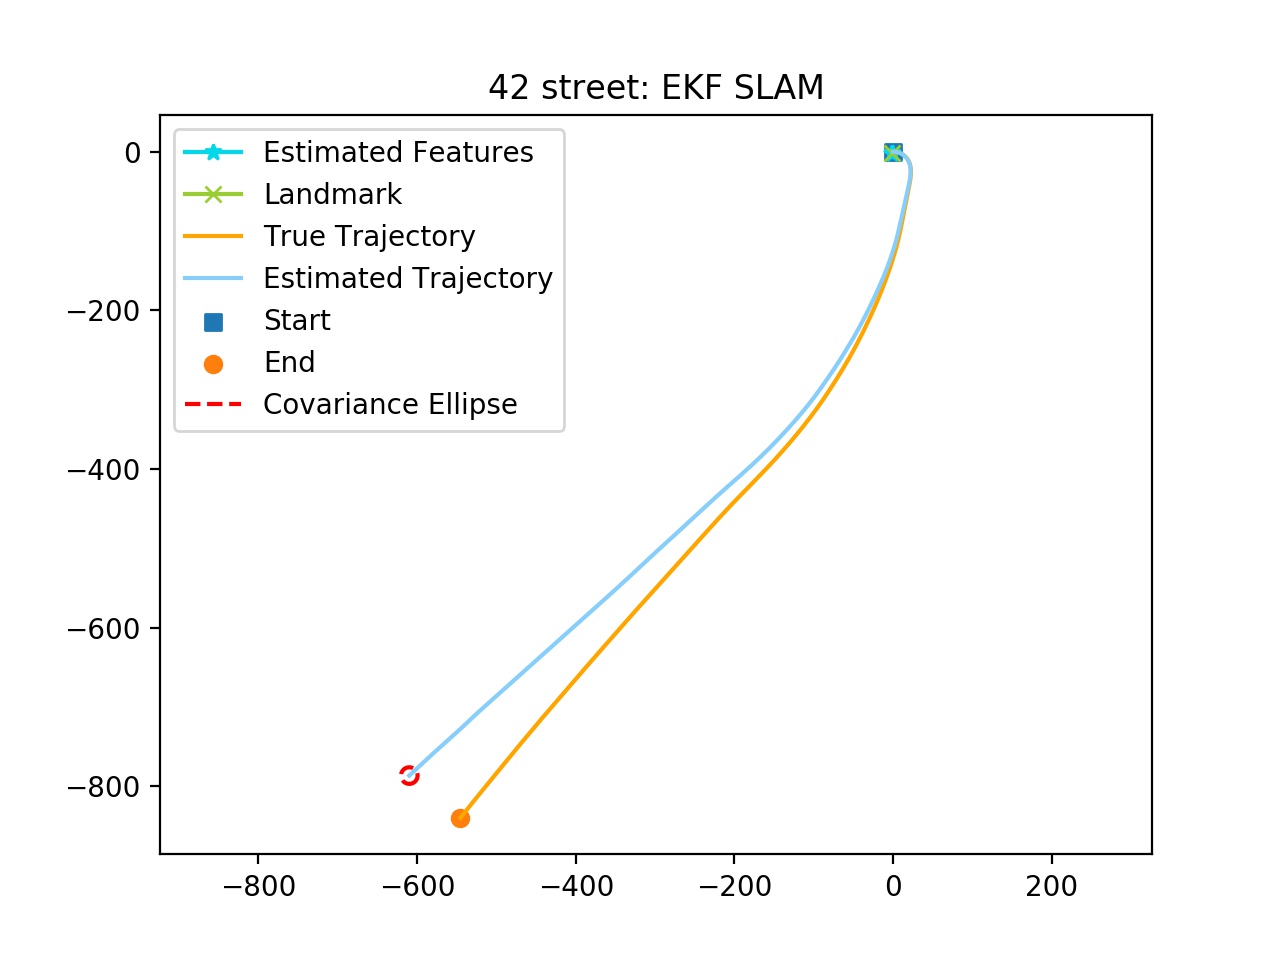 42 street: EKF SLAM
Estimated Features
Landmark
True Trajectory
Estimated Trajectory
Start
End
Covariance Ellipse
0
−200
−400
−600
−800
−800 −600 −400 −200 0 200